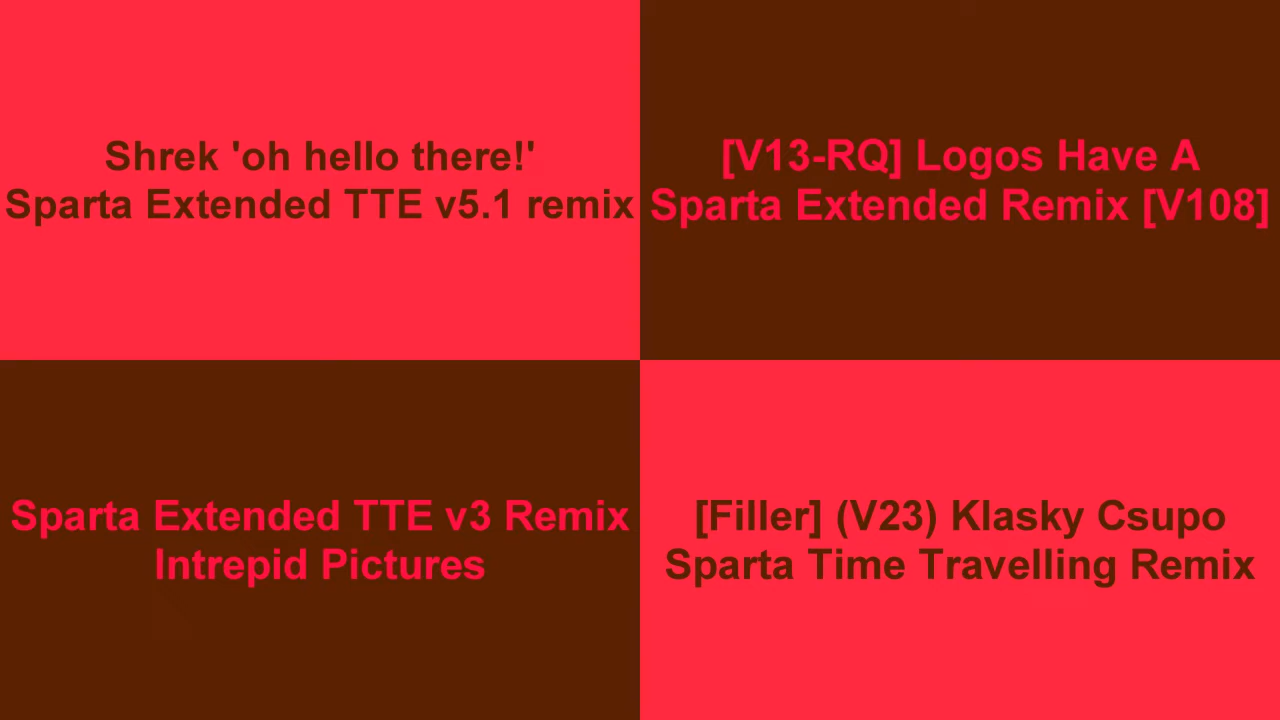 Shrek 'oh hello there!'
Sparta Extended TTE v5.1 remix
[V13-RQ] Logos Have A
Sparta Extended Remix [V108]
Sparta Extended TTE v3 Remix
Intrepid Pictures
[Filler] (V23) Klasky Csupo
Sparta Time Travelling Remix